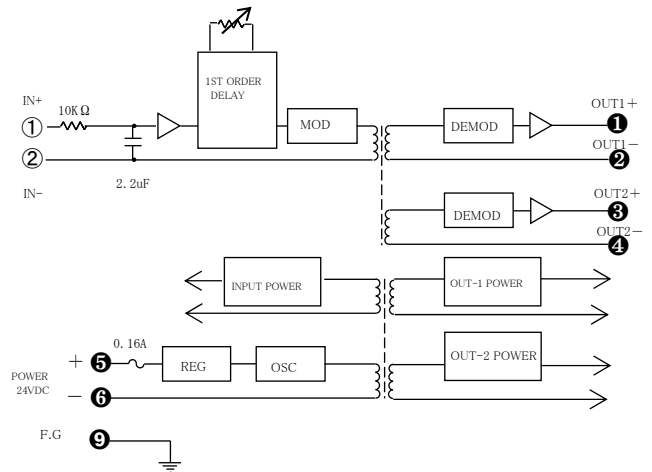 1ST ORDER
DELAY
IN+
10KΩ
①
②
IN-
2.2uF
MOD
DEMOD
OUT1+
❶
OUT1-
❷
DEMOD
OUT2+
❸
OUT2-
❹
INPUT POWER
OUT-1 POWER
POWER
24VDC
+ ❺
0.16A
REG
OSC
OUT-2 POWER
- ❻
F.G ❾